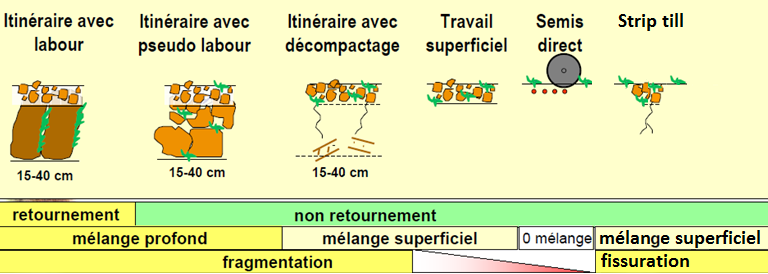 Itinéraire avec
labour
Itinéraire avec
pseudo labour
Itinéraire avec
décompactage
Travail
superficiel
Semis
direct
Strip till
15-40 cm
15-40 cm
15-40 cm
retournement
non retournement
mélange profond
mélange superficiel
0 mélange
mélange superficiel
fragmentation
fissuration